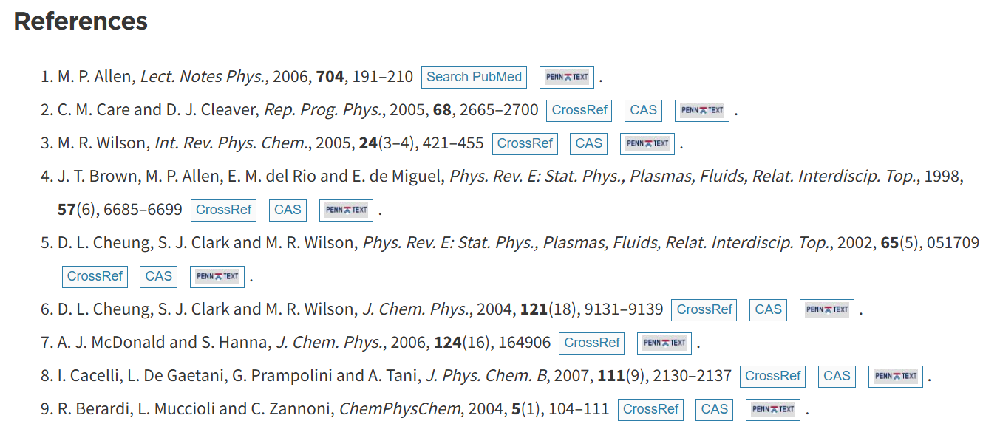 References
1. M. P. Allen, Lect. Notes Phys., 2006, 704, 191–210 Search PubMed PENN TEXT .
2. C. M. Care and D. J. Cleaver, Rep. Prog. Phys., 2005, 68, 2665–2700 CrossRef CAS PENN TEXT .
3. M. R. Wilson, Int. Rev. Phys. Chem., 2005, 24(3–4), 421–455 CrossRef CAS PENN TEXT .
4. J. T. Brown, M. P. Allen, E. M. del Rio and E. de Miguel, Phys. Rev. E: Stat. Phys., Plasmas, Fluids, Relat. Interdiscip. Top., 1998,
57(6), 6685–6699 CrossRef CAS PENN TEXT .
5. D. L. Cheung, S. J. Clark and M. R. Wilson, Phys. Rev. E: Stat. Phys., Plasmas, Fluids, Relat. Interdiscip. Top., 2002, 65(5), 051709
CrossRef CAS PENN TEXT .
6. D. L. Cheung, S. J. Clark and M. R. Wilson, J. Chem. Phys., 2004, 121(18), 9131–9139 CrossRef CAS PENN TEXT .
7. A. J. McDonald and S. Hanna, J. Chem. Phys., 2006, 124(16), 164906 CrossRef PENN TEXT .
8. I. Cacelli, L. De Gaetani, G. Prampolini and A. Tani, J. Phys. Chem. B, 2007, 111(9), 2130–2137 CrossRef CAS PENN TEXT .
9. R. Berardi, L. Muccioli and C. Zannoni, ChemPhysChem, 2004, 5(1), 104–111 CrossRef CAS PENN TEXT .